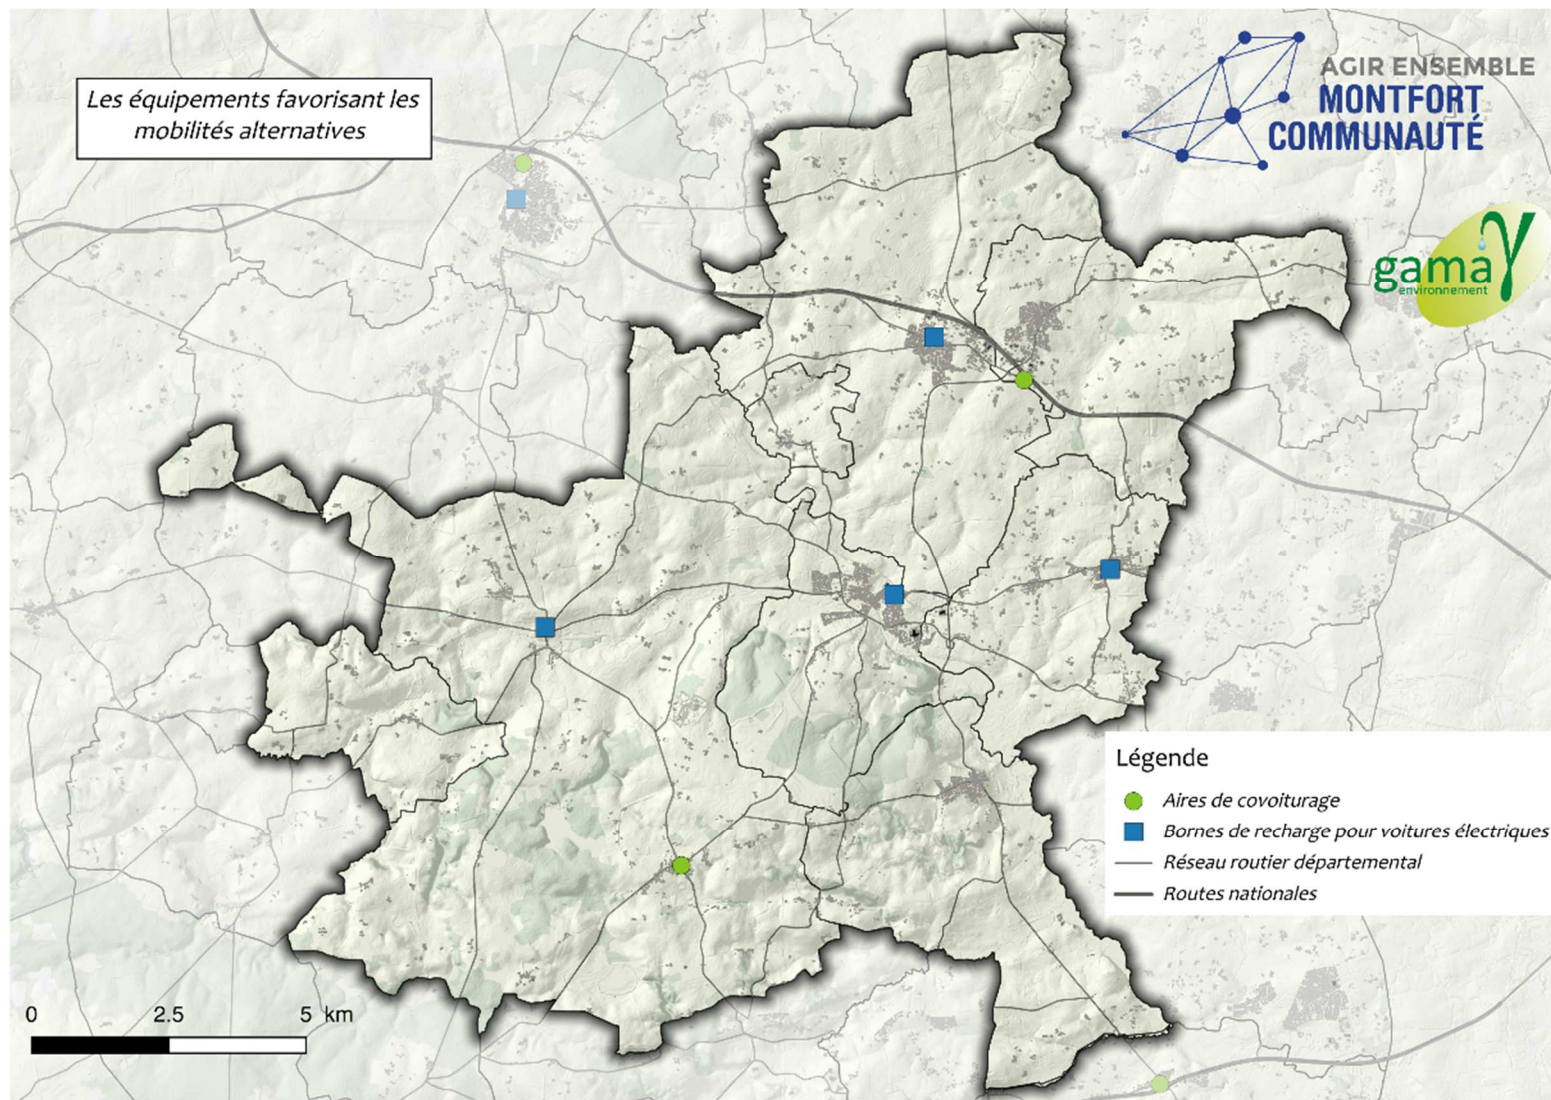 Les équipements favorisant les
mobilités alternatives
AGIR ENSEMBLE
MONTFORT
COMMUNAUTÉ
gama
environnement
Légende
Aires de covoiturage
Bornes de recharge pour voitures électriques
Réseau routier départemental
Routes nationales
0 2.5 5 km